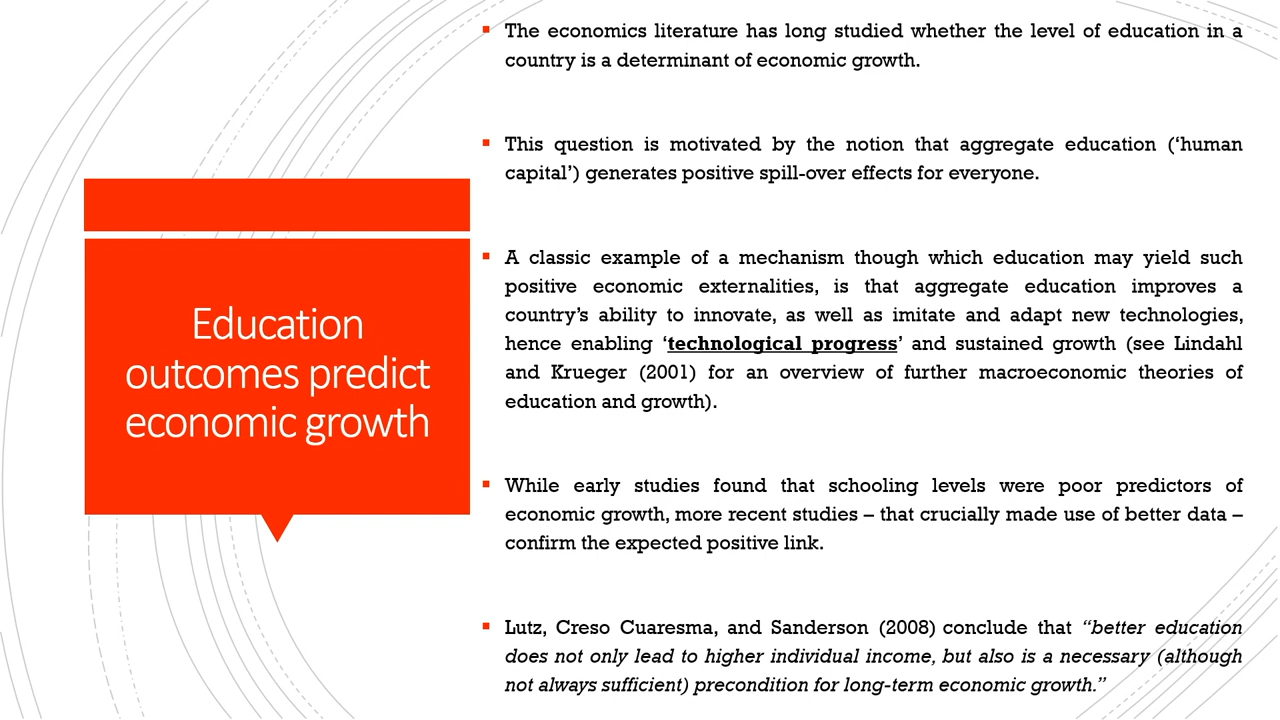 Education
outcomes predict
economic growth
The economics literature has long studied whether the level of education in a
country is a determinant of economic growth.
This question is motivated by the notion that aggregate education (‘human
capital’) generates positive spill-over effects for everyone.
A classic example of a mechanism though which education may yield such
positive economic externalities, is that aggregate education improves a
country’s ability to innovate, as well as imitate and adapt new technologies,
hence enabling ‘technological progress’ and sustained growth (see Lindahl
and Krueger (2001) for an overview of further macroeconomic theories of
education and growth).
While early studies found that schooling levels were poor predictors of
economic growth, more recent studies – that crucially made use of better data –
confirm the expected positive link.
Lutz, Creso Cuaresma, and Sanderson (2008) conclude that “better education
does not only lead to higher individual income, but also is a necessary (although
not always sufficient) precondition for long-term economic growth.”